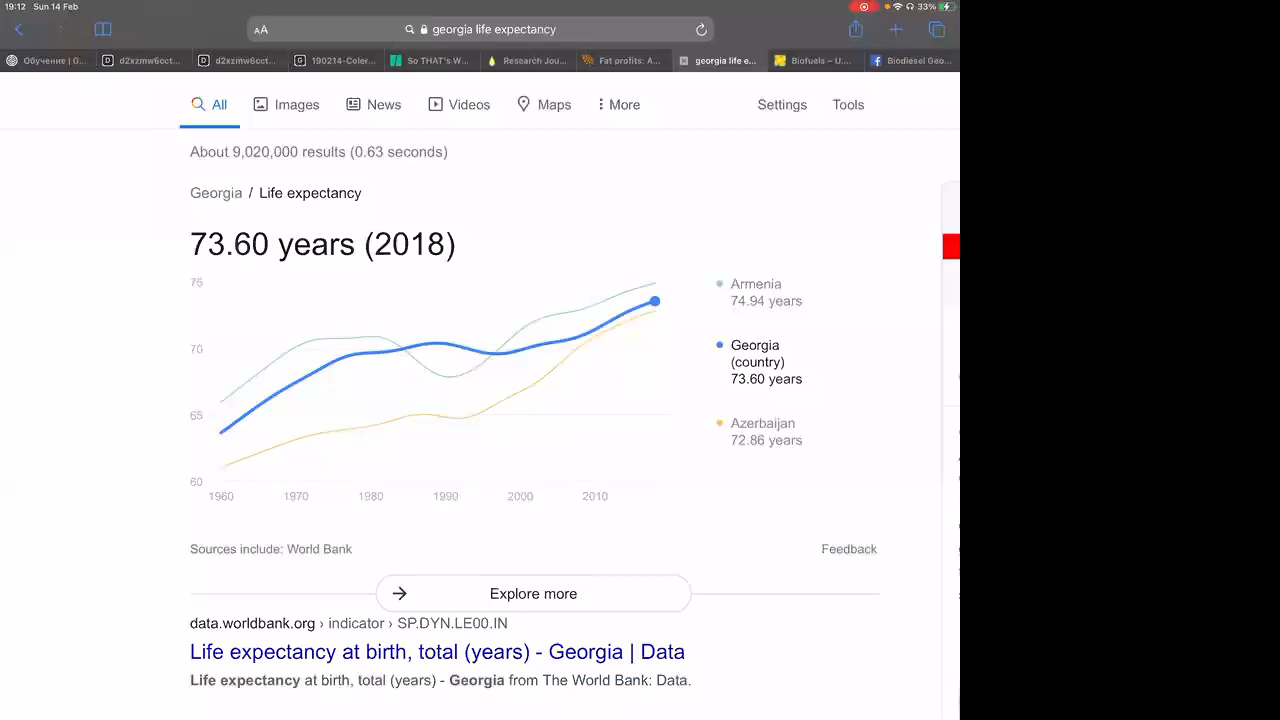 19:12 Sun 14 Feb
33%
AA
georgia life expectancy
Обучение | G...
d2xzmw6cct...
d2xzmw6cct...
190214-Coler...
So THAT's W...
Research Jou...
Fat profits: A...
georgia life e...
Biofuels – U....
Biodiesel Geo...
All Images News Videos Maps More Settings Tools
About 9,020,000 results (0.63 seconds)
Georgia / Life expectancy
73.60 years (2018)
75
70
65
60
1960 1970 1980 1990 2000 2010
Armenia
74.94 years
Georgia
(country)
73.60 years
Azerbaijan
72.86 years
Sources include: World Bank
Feedback
Explore more
data.worldbank.org › indicator › SP.DYN.LE00.IN
Life expectancy at birth, total (years) - Georgia | Data
Life expectancy at birth, total (years) - Georgia from The World Bank: Data.